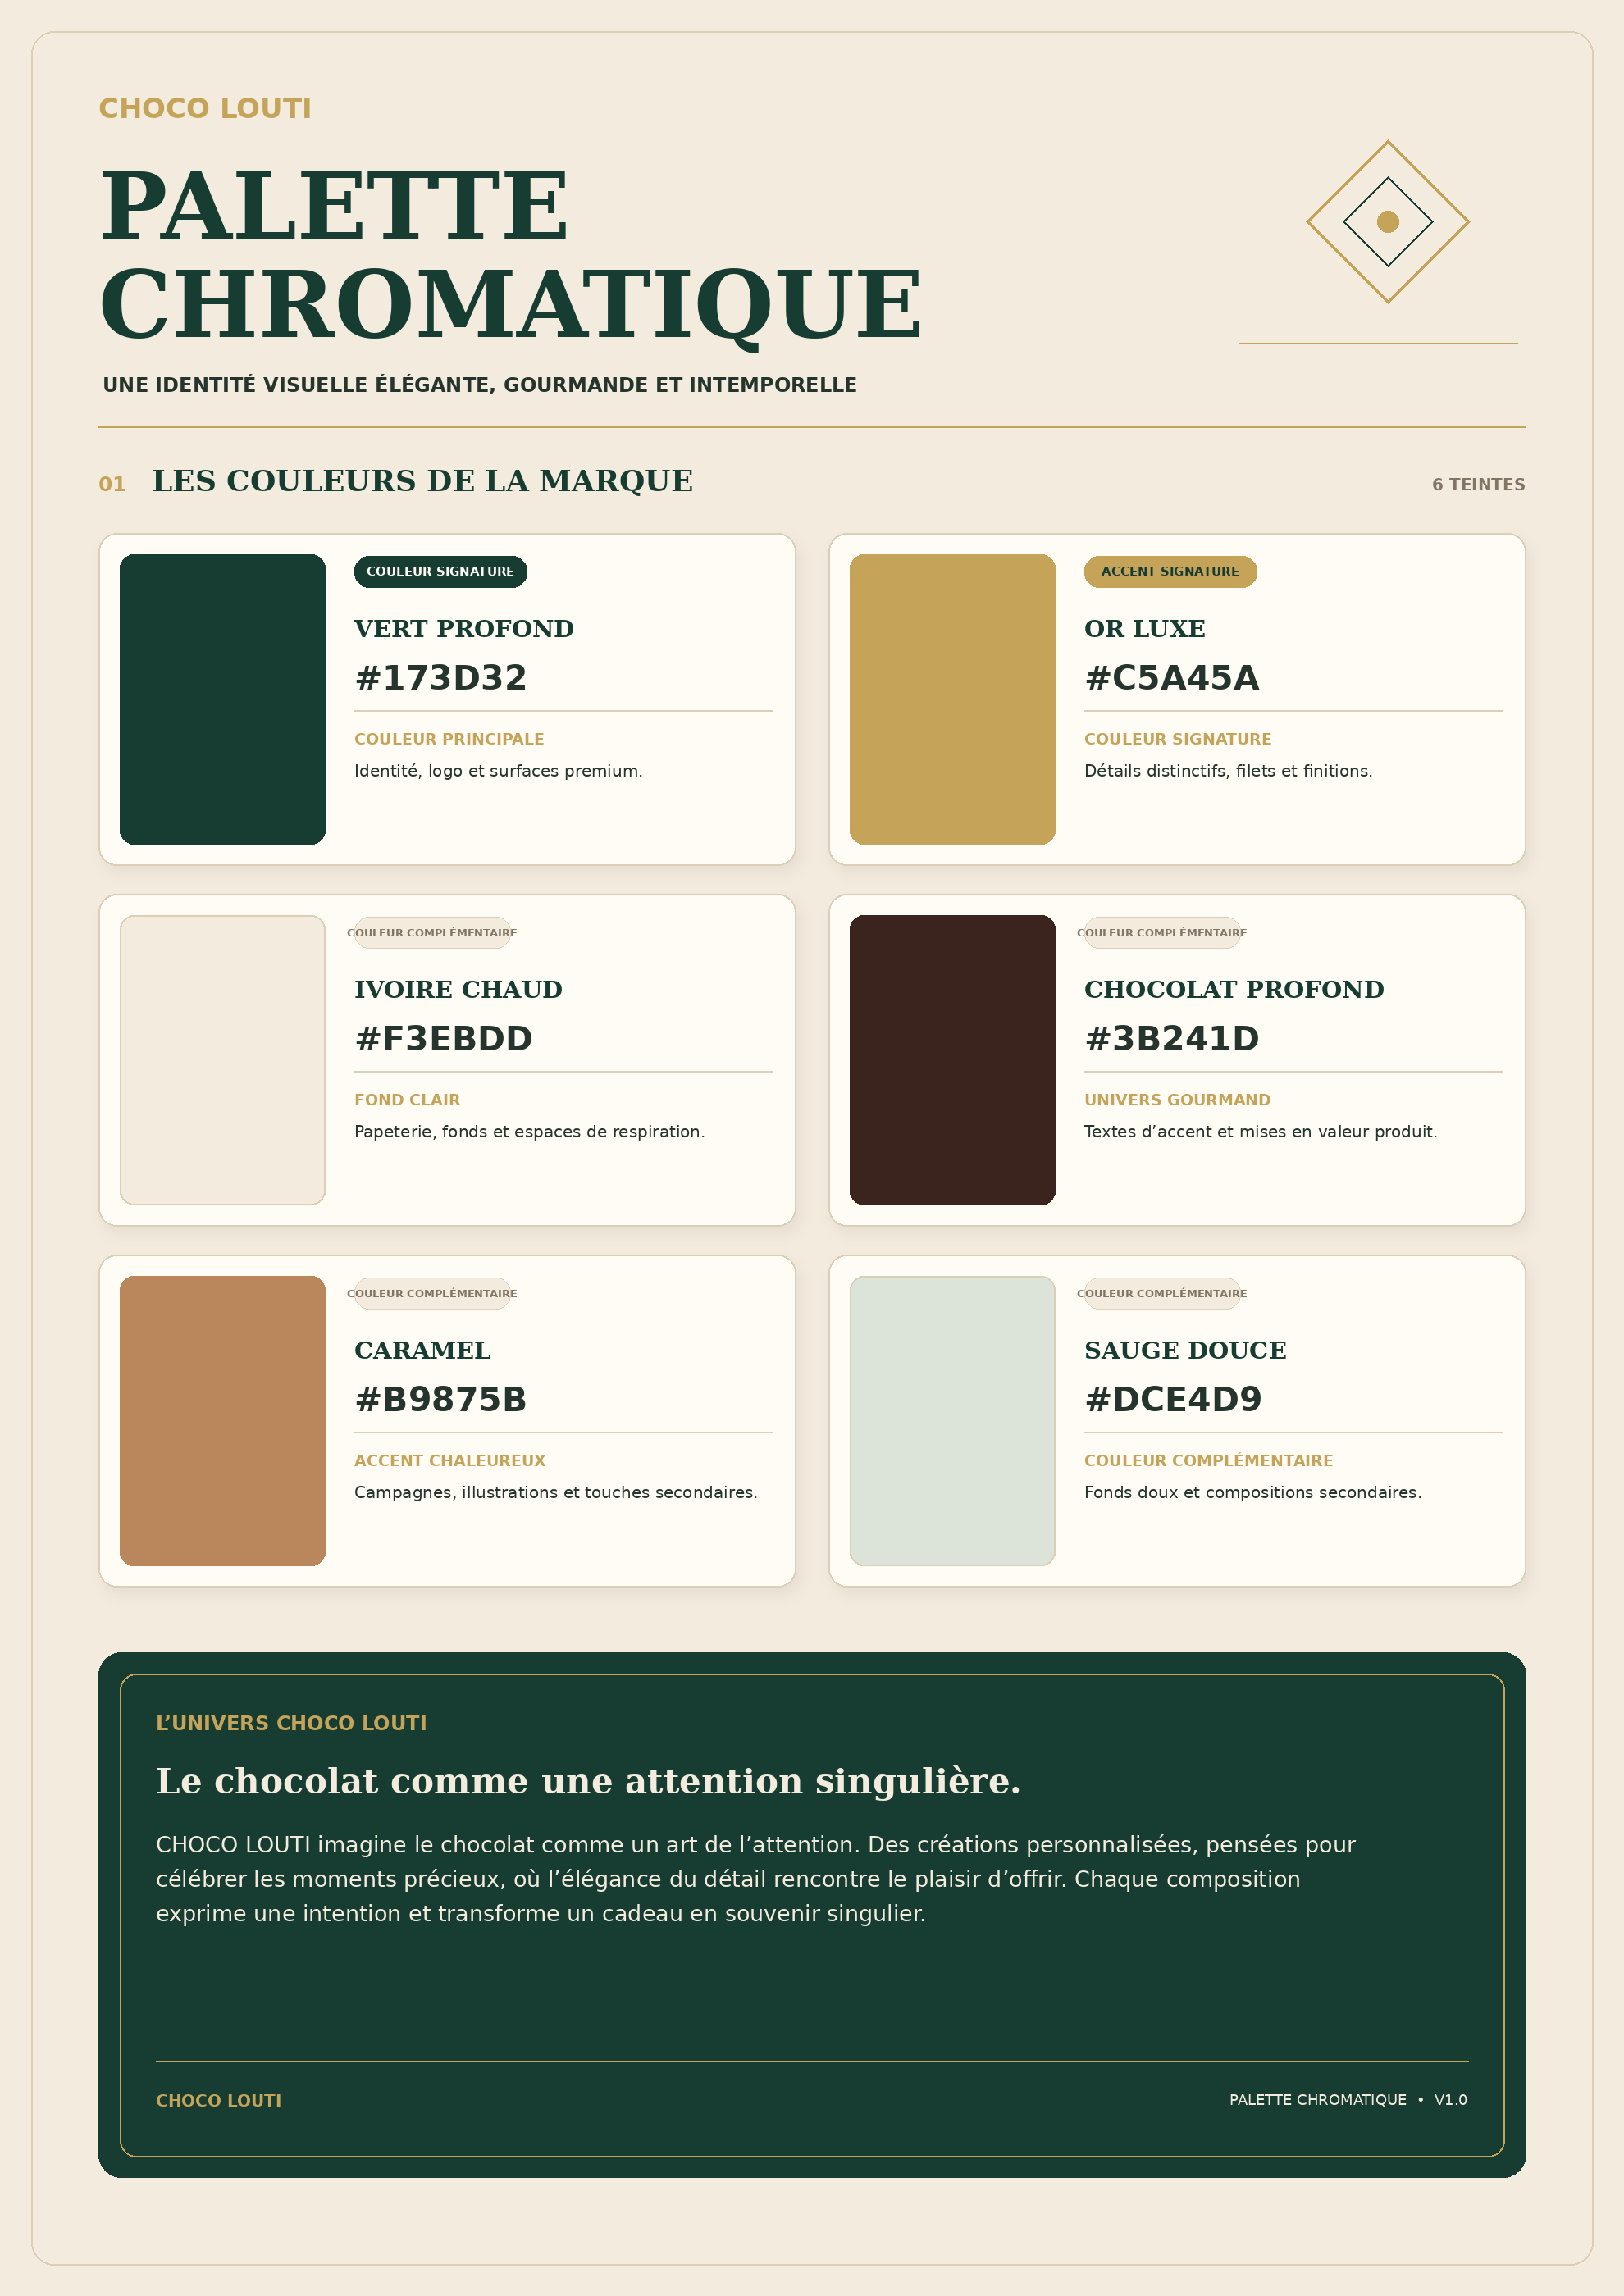 CHOCO LOUTI
PALETTE
CHROMATIQUE
UNE IDENTITÉ VISUELLE ÉLÉGANTE, GOURMANDE ET INTEMPORELLE
01 LES COULEURS DE LA MARQUE
6 TEINTES
COULEUR SIGNATURE
VERT PROFOND
#173D32
COULEUR PRINCIPALE
Identité, logo et surfaces premium.
ACCENT SIGNATURE
OR LUXE
#C5A45A
COULEUR SIGNATURE
Détails distinctifs, filets et finitions.
COULEUR COMPLÉMENTAIRE
IVOIRE CHAUD
#F3EBDD
FOND CLAIR
Papeterie, fonds et espaces de respiration.
COULEUR COMPLÉMENTAIRE
CHOCOLAT PROFOND
#3B241D
UNIVERS GOURMAND
Textes d’accent et mises en valeur produit.
COULEUR COMPLÉMENTAIRE
CARAMEL
#B9875B
ACCENT CHALEUREUX
Campagnes, illustrations et touches secondaires.
COULEUR COMPLÉMENTAIRE
SAUGE DOUCE
#DCE4D9
COULEUR COMPLÉMENTAIRE
Fonds doux et compositions secondaires.
L’UNIVERS CHOCO LOUTI
Le chocolat comme une attention singulière.
CHOCO LOUTI imagine le chocolat comme un art de l’attention. Des créations personnalisées, pensées pour
célébrer les moments précieux, où l’élégance du détail rencontre le plaisir d’offrir. Chaque composition
exprime une intention et transforme un cadeau en souvenir singulier.
CHOCO LOUTI
PALETTE CHROMATIQUE • V1.0